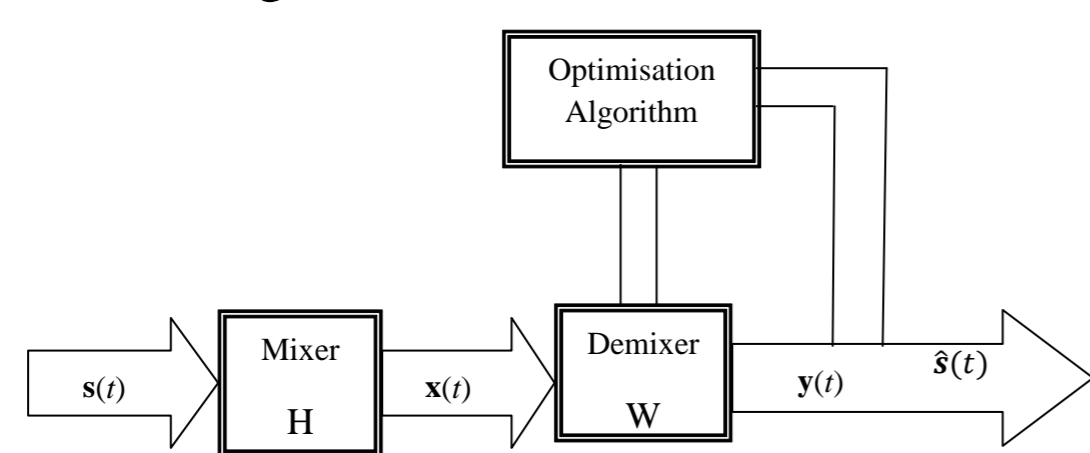 Optimisation
Algorithm
s(t)
Mixer
H
x(t)
Demixer
W
y(t)
ŝ(t)